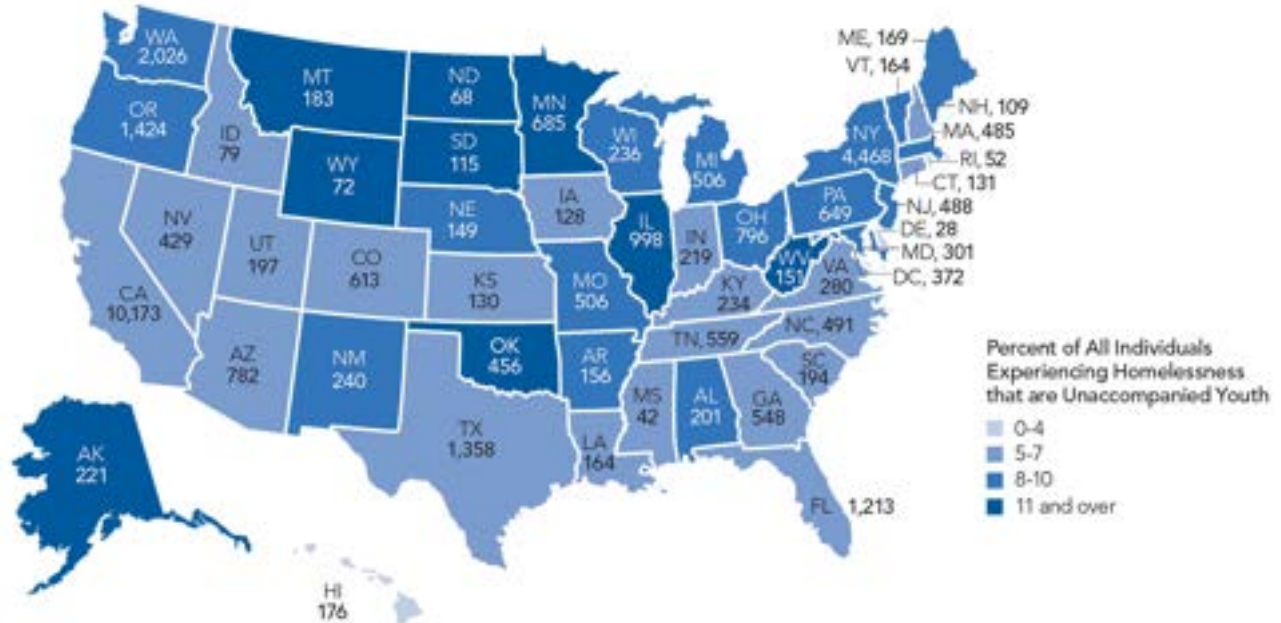 WA
2,026
OR
1,424
CA
10,173
ID
79
NV
429
MT
183
WY
72
UT
197
AZ
782
CO
613
NM
240
ND
68
SD
115
NE
149
KS
130
OK
456
TX
1,358
MN
685
IA
128
MO
506
AR
156
LA
164
WI
236
IL
998
MS
42
MI
506
IN
219
KY
234
TN, 559
AL
201
OH
796
WV
151
GA
548
FL 1,213
SC
194
NC, 491
VA
280
PA
649
NY
4,468
ME, 169
VT, 164
NH, 109
MA, 485
RI, 52
CT, 131
NJ, 488
DE, 28
MD, 301
DC, 372
AK
221
HI
176
Percent of All Individuals
Experiencing Homelessness
that are Unaccompanied Youth
0-4
5-7
8-10
11 and over